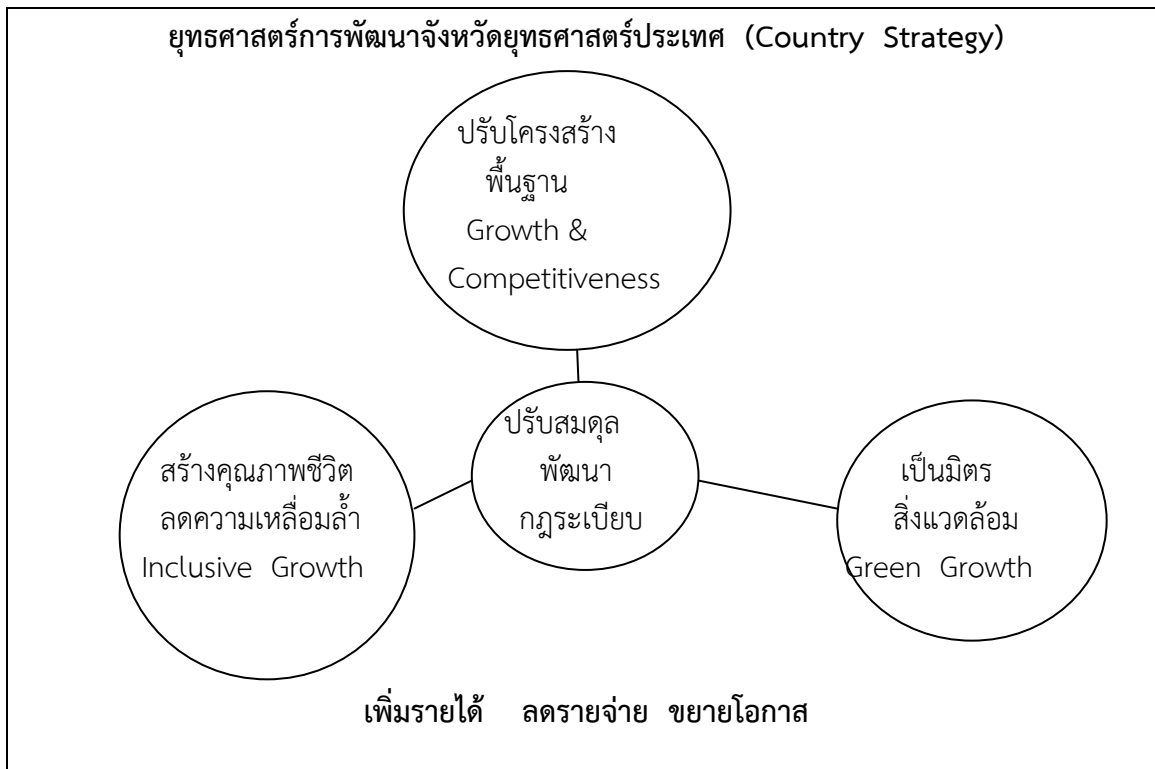 ยุทธศาสตร์การพัฒนาจังหวัดยุทธศาสตร์ประเทศ (Country Strategy)
ปรับโครงสร้าง
พื้นฐาน
Growth &
Competitiveness
ปรับสมดุล
พัฒนา
กฎระเบียบ
สร้างคุณภาพชีวิต
ลดความเหลื่อมล้ำ
Inclusive Growth
เป็นมิตร
สิ่งแวดล้อม
Green Growth
เพิ่มรายได้ ลดรายจ่าย ขยายโอกาส